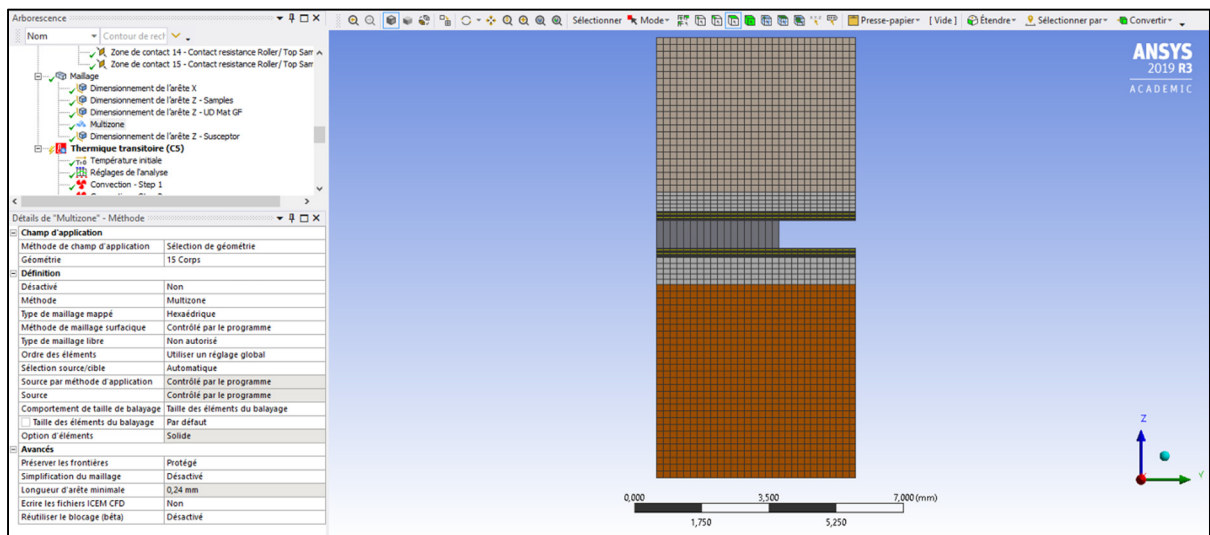 Arborescence
Sélectionner Mode Presse-papier [Vide] Étendre Sélectionner par Convertir
Nom Contour de rect
Zone de contact 14 - Contact resistance Roller/ Top Sam
Zone de contact 15 - Contact resistance Roller/ Top Sam
Maillage
Dimensionnement de l'arête X
Dimensionnement de l'arête Z - Samples
Dimensionnement de l'arête Z - UD Mat GF
Multizone
Dimensionnement de l'arête Z - Susceptor
Thermique transitoire (C5)
Température initiale
Réglages de l'analyse
Convection - Step 1
Détails de "Multizone" - Méthode
Champ d'application
Méthode de champ d'application Sélection de géométrie
Géométrie 15 Corps
Définition
Désactivé Non
Méthode Multizone
Type de maillage mappé Hexaédrique
Méthode de maillage surfacique Contrôlé par le programme
Type de maillage libre Non autorisé
Ordre des éléments Utiliser un réglage global
Sélection source/cible Automatique
Source par méthode d'application Contrôlé par le programme
Source Contrôlé par le programme
Comportement de taille de balayage Taille des éléments du balayage
Taille des éléments du balayage Par défaut
Option d'éléments Solide
Avancés
Préserver les frontières Protégé
Simplification du maillage Désactivé
Longueur d'arête minimale 0,24 mm
Ecrire les fichiers ICEM CFD Non
Réutiliser le blocage (bêta) Désactivé
ANSYS
2019 R3
ACADEMIC
Z
Y
0,000 3,500 7,000 (mm)
1,750 5,250